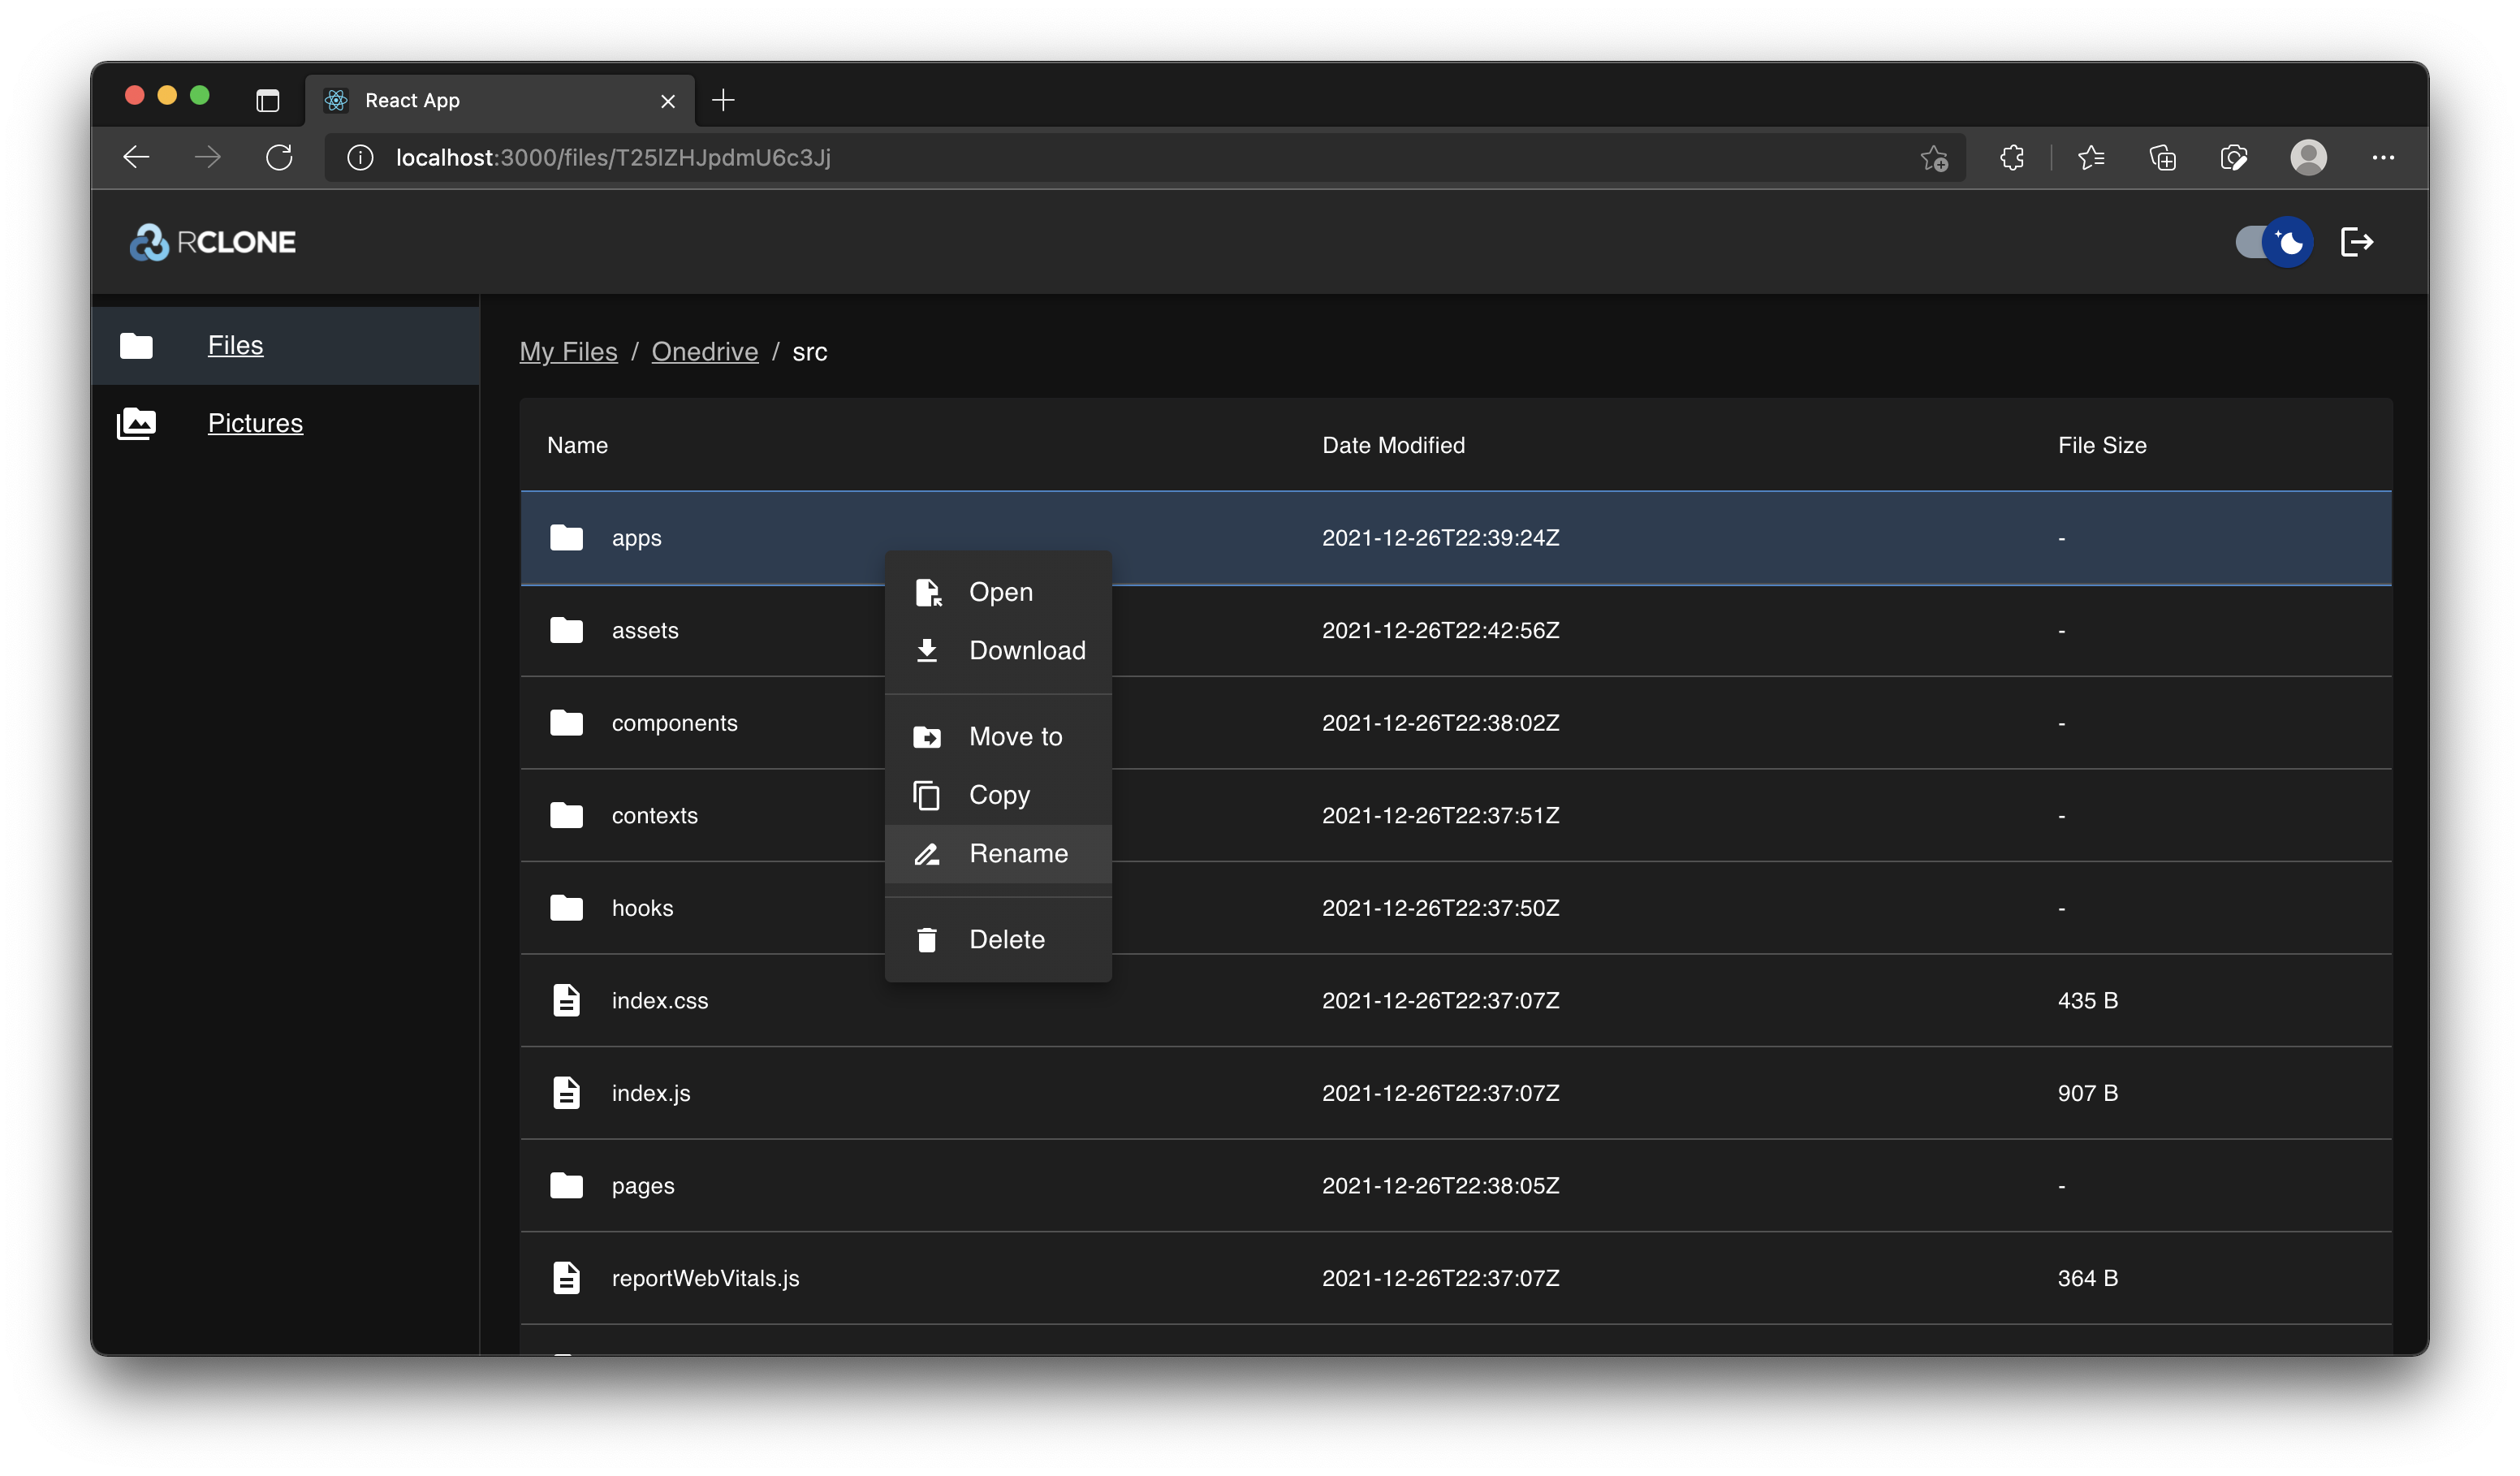 React App
localhost:3000/files/T25lZHJpdmU6c3Jj
RCLONE
Files
Pictures
My Files / Onedrive / src
Name Date Modified File Size
apps 2021-12-26T22:39:24Z -
Open
assets 2021-12-26T22:42:56Z -
Download
components 2021-12-26T22:38:02Z -
Move to
Copy
contexts 2021-12-26T22:37:51Z -
Rename
hooks 2021-12-26T22:37:50Z -
Delete
index.css 2021-12-26T22:37:07Z 435 B
index.js 2021-12-26T22:37:07Z 907 B
pages 2021-12-26T22:38:05Z -
reportWebVitals.js 2021-12-26T22:37:07Z 364 B